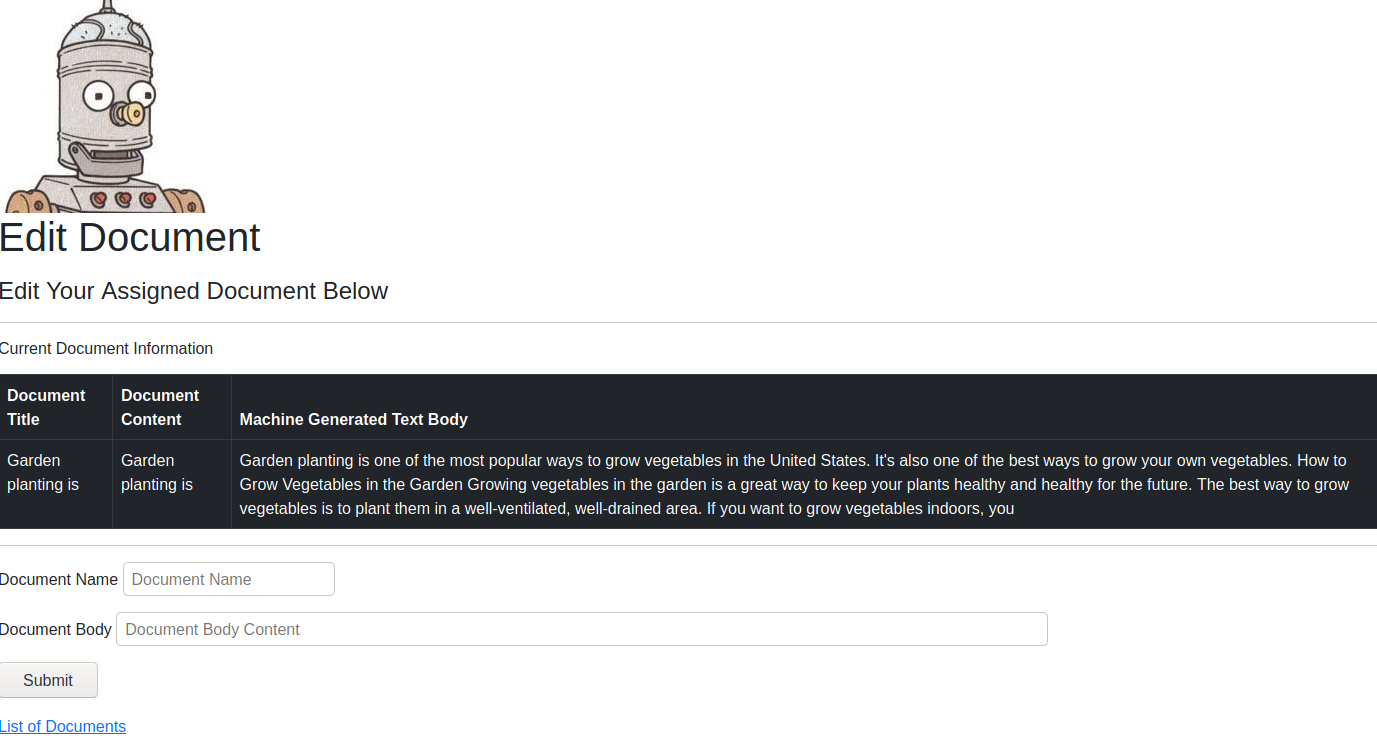 Edit Document
Edit Your Assigned Document Below
Current Document Information
Document Title
Document Content
Machine Generated Text Body
Garden planting is
Garden planting is
Garden planting is one of the most popular ways to grow vegetables in the United States. It's also one of the best ways to grow your own vegetables. How to
Grow Vegetables in the Garden Growing vegetables in the garden is a great way to keep your plants healthy and healthy for the future. The best way to grow
vegetables is to plant them in a well-ventilated, well-drained area. If you want to grow vegetables indoors, you
Document Name Document Name
Document Body Document Body Content
Submit
List of Documents